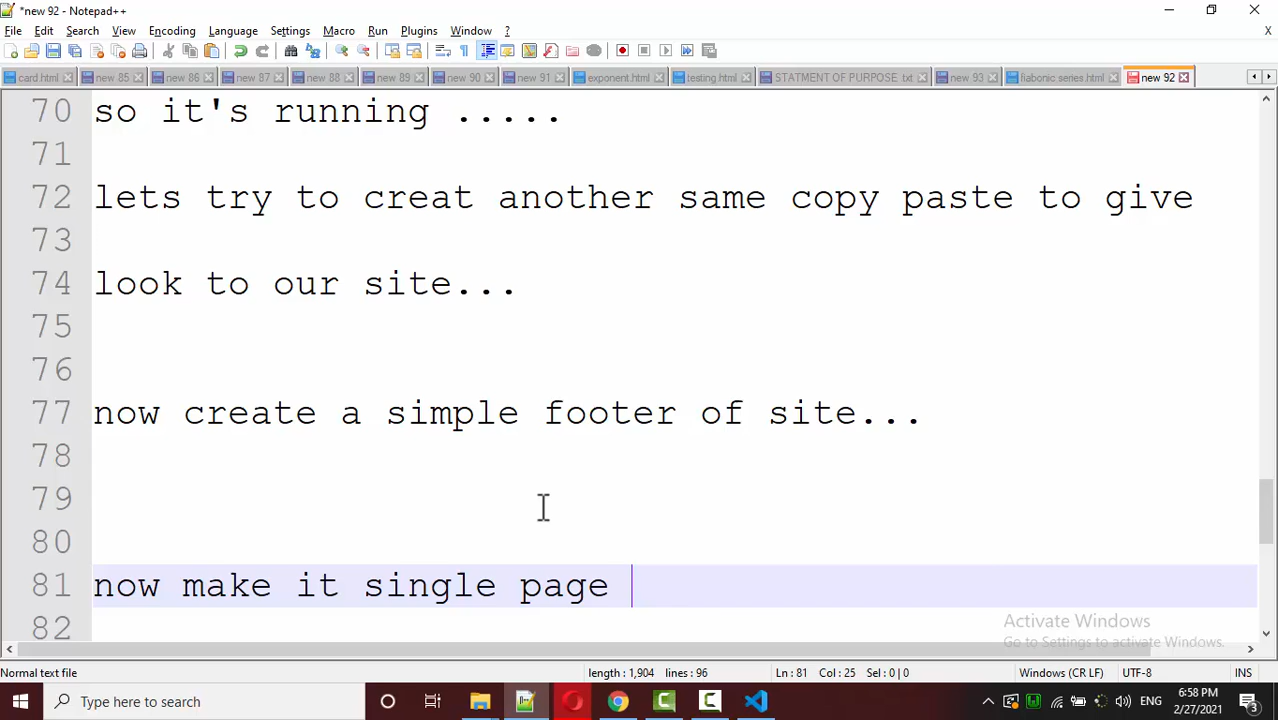 *new 92 - Notepad++
File Edit Search View Encoding Language Settings Macro Run Plugins Window ? X
card.html new 85 new 86 new 87 new 88 new 89 new 90 new 91 exponent.html testing.html STATMENT OF PURPOSE .txt new 93 fiabonic series.html new 92
70 so it's running .....
71
72 lets try to creat another same copy paste to give
73
74 look to our site...
75
76
77 now create a simple footer of site...
78
79
80
81 now make it single page
82
Activate Windows
Go to Settings to activate Windows.
Normal text file length : 1,904 lines : 96 Ln : 81 Col : 25 Sel : 0 | 0 Windows (CR LF) UTF-8 INS
Type here to search ENG 6:58 PM 2/27/2021 3